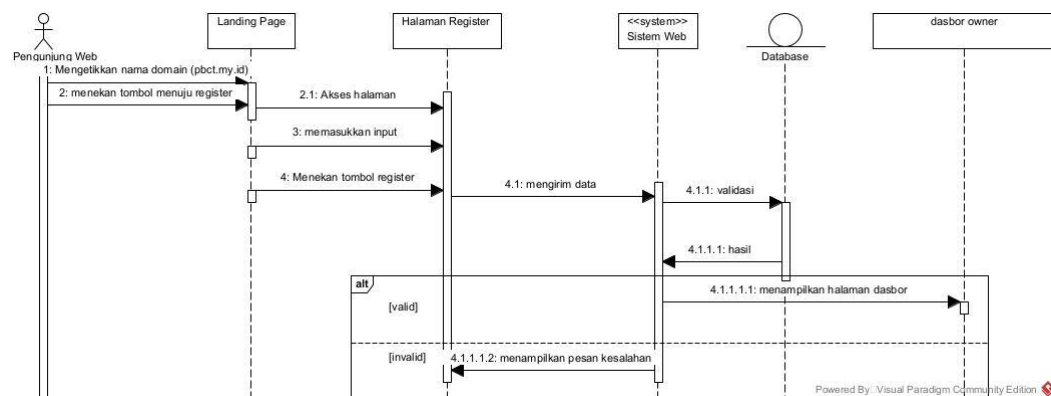 Landing Page
Halaman Register
<<system>>
Sistem Web
dasbor owner
Pengunjung Web
Database
1: Mengetikkan nama domain (pbct.my.id)
2: menekan tombol menuju register
2.1: Akses halaman
3: memasukkan input
4: Menekan tombol register
4.1: mengirim data
4.1.1: validasi
4.1.1.1: hasil
alt
4.1.1.1.1: menampilkan halaman dasbor
[valid]
[invalid]
4.1.1.1.2: menampilkan pesan kesalahan
Powered By Visual Paradigm Community Edition